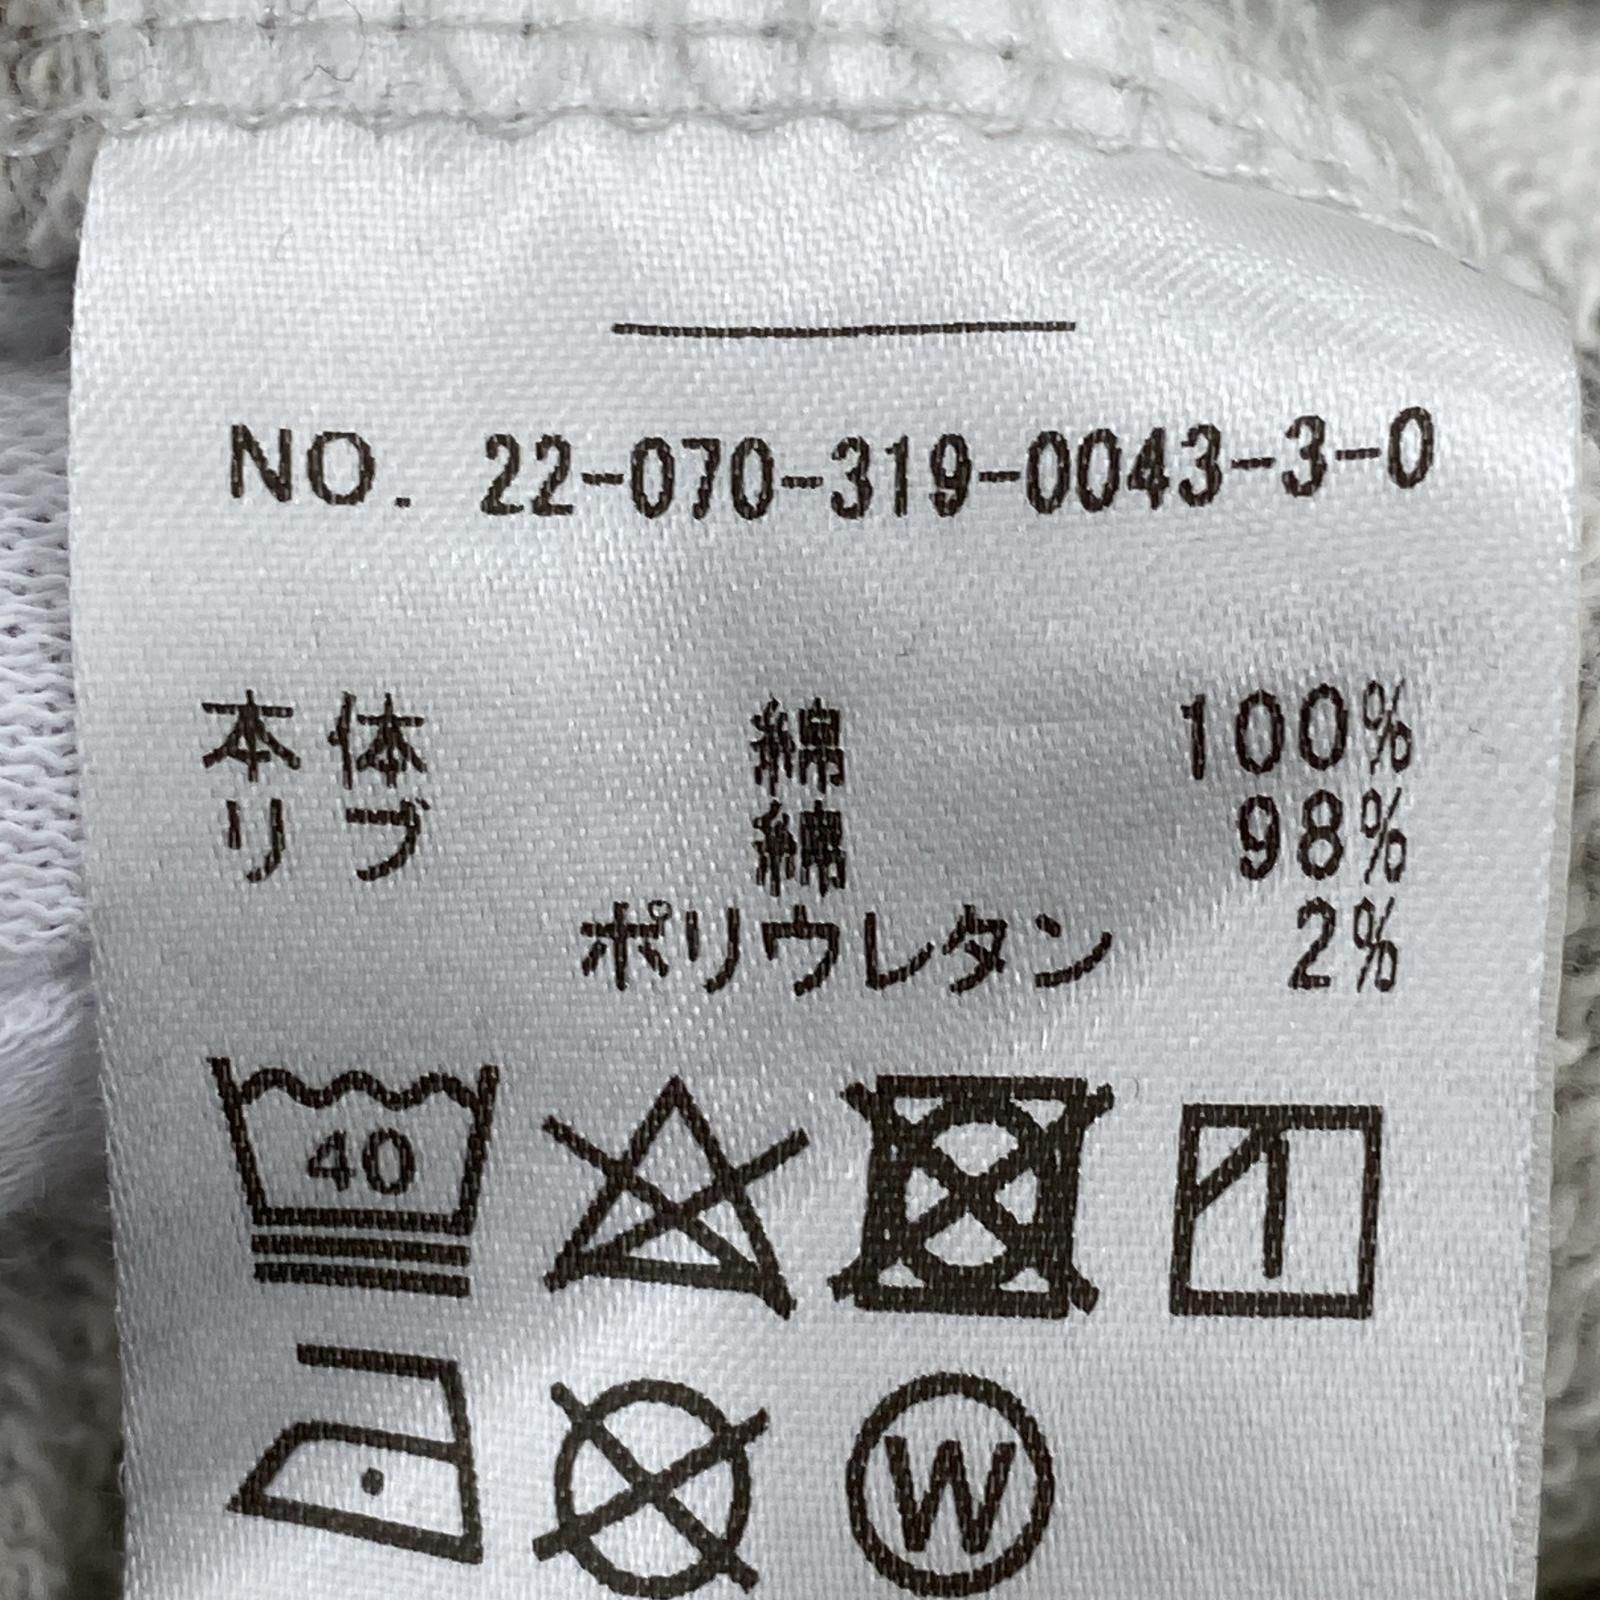 NO. 22-070-319-0043-3-0
本体 綿 100%
リブ 綿 98%
ポリウレタン 2%
40
W